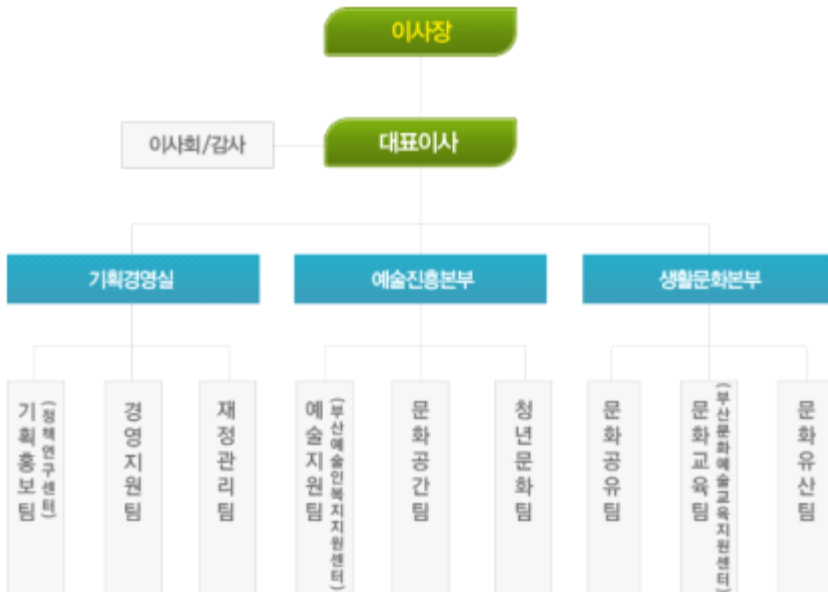 이사장
이사회/감사
대표이사
기획경영실
예술진흥본부
생활문화본부
기획홍보팀
(정책연구센터)
경영지원팀
재정관리팀
예술지원팀
(부산예술인복지지원센터)
문화공간팀
청년문화팀
문화공유팀
문화교육팀
(부산문화예술교육지원센터)
문화유산팀